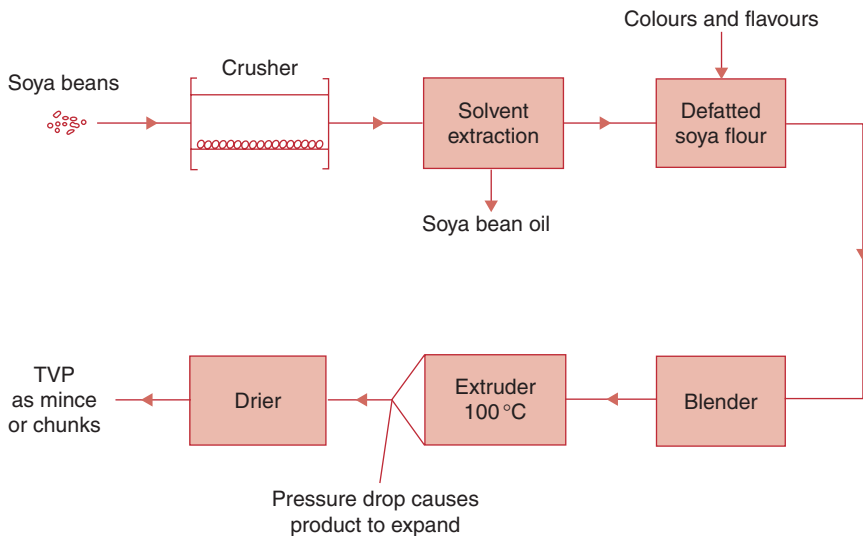 Soya beans
Crusher
Solvent
extraction
Soya bean oil
Colours and flavours
Defatted
soya flour
Blender
Extruder
100 °C
Pressure drop causes
product to expand
Drier
TVP
as mince
or chunks